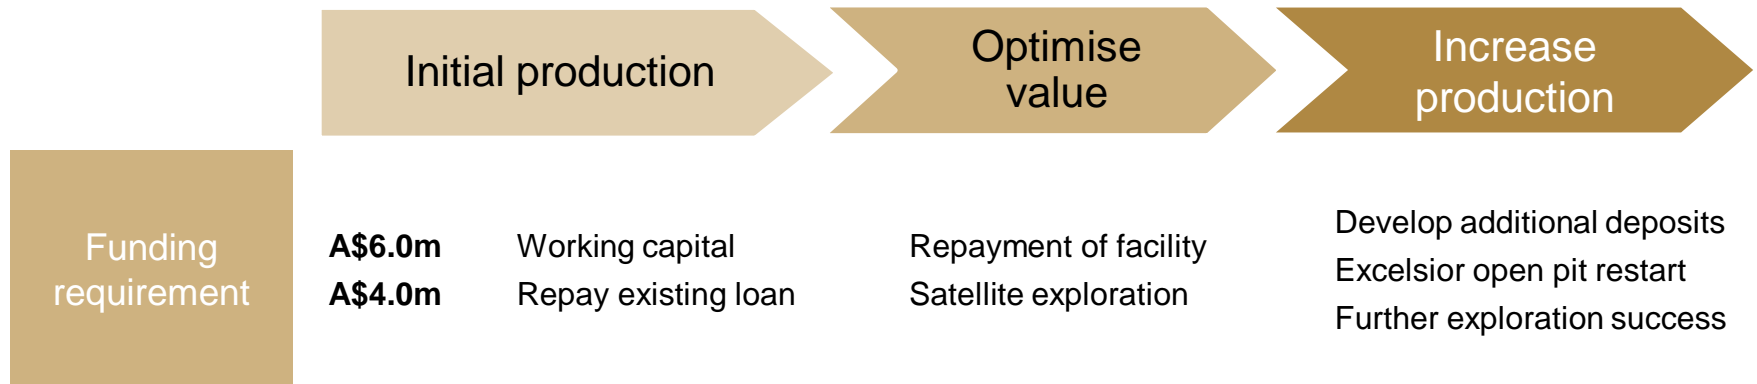 Initial production
Optimise
value
Increase
production
Funding
requirement
A$6.0m Working capital
A$4.0m Repay existing loan
Repayment of facility
Satellite exploration
Develop additional deposits
Excelsior open pit restart
Further exploration success